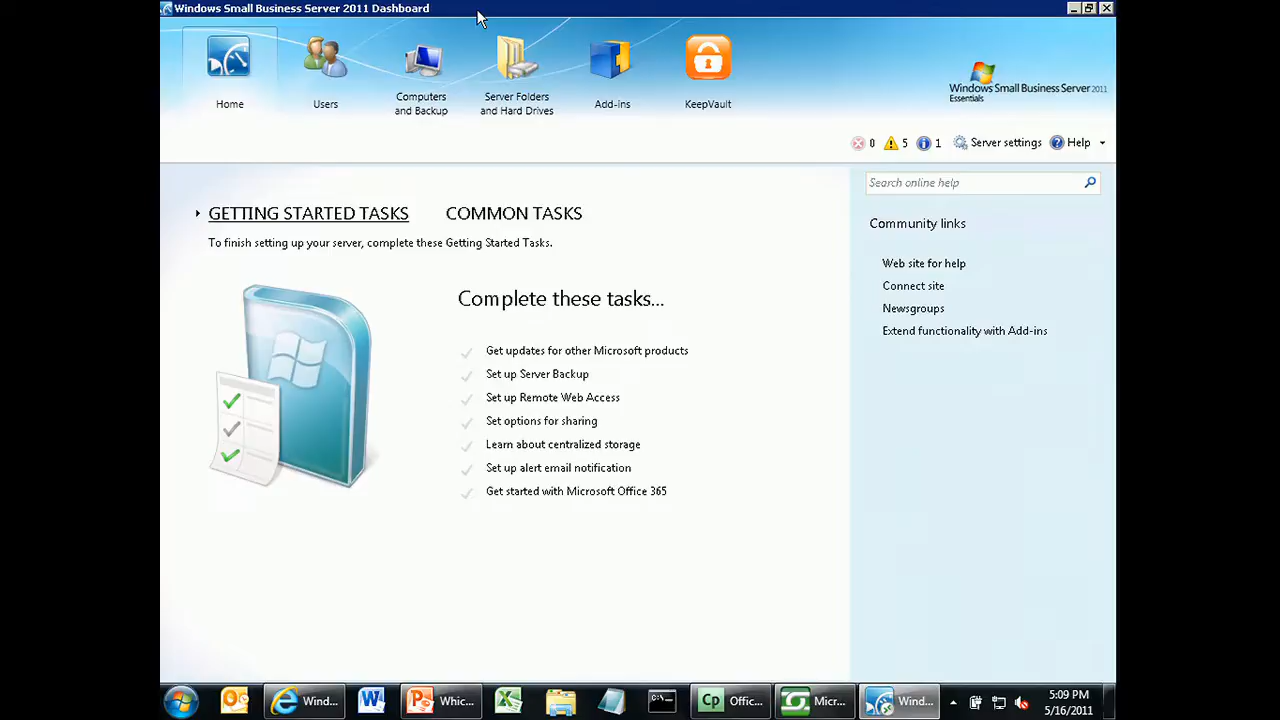 Windows Small Business Server 2011 Dashboard
Home
Users
Computers
and Backup
Server Folders
and Hard Drives
Add-ins
KeepVault
Windows Small Business Server 2011
Essentials
0
5
1
Server settings
Help
Search online help
GETTING STARTED TASKS
COMMON TASKS
To finish setting up your server, complete these Getting Started Tasks.
Community links
Web site for help
Connect site
Newsgroups
Extend functionality with Add-ins
Complete these tasks...
Get updates for other Microsoft products
Set up Server Backup
Set up Remote Web Access
Set options for sharing
Learn about centralized storage
Set up alert email notification
Get started with Microsoft Office 365
Wind...
Whic...
Cp
Offic...
Micr...
Wind...
5:09 PM
5/16/2011